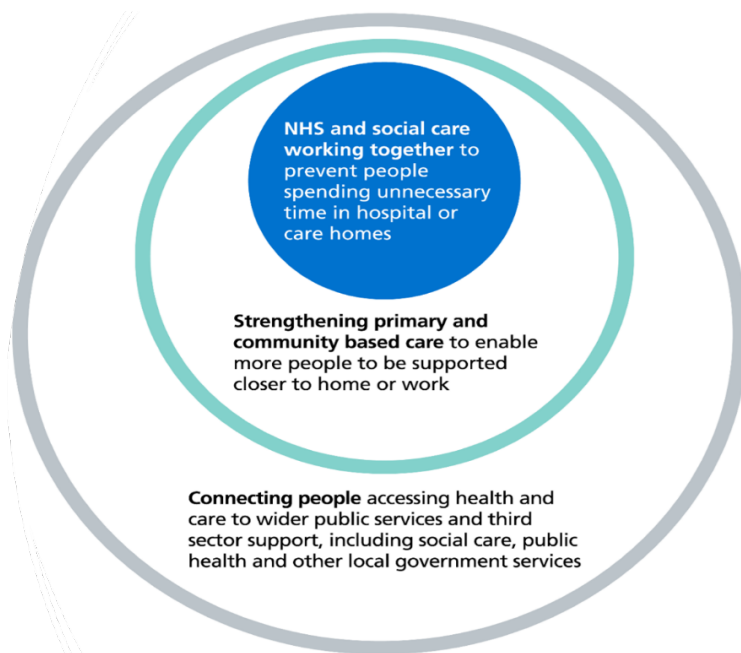 NHS and social care
working together to
prevent people
spending unnecessary
time in hospital or
care homes
Strengthening primary and
community based care to enable
more people to be supported
closer to home or work
Connecting people accessing health and
care to wider public services and third
sector support, including social care, public
health and other local government services